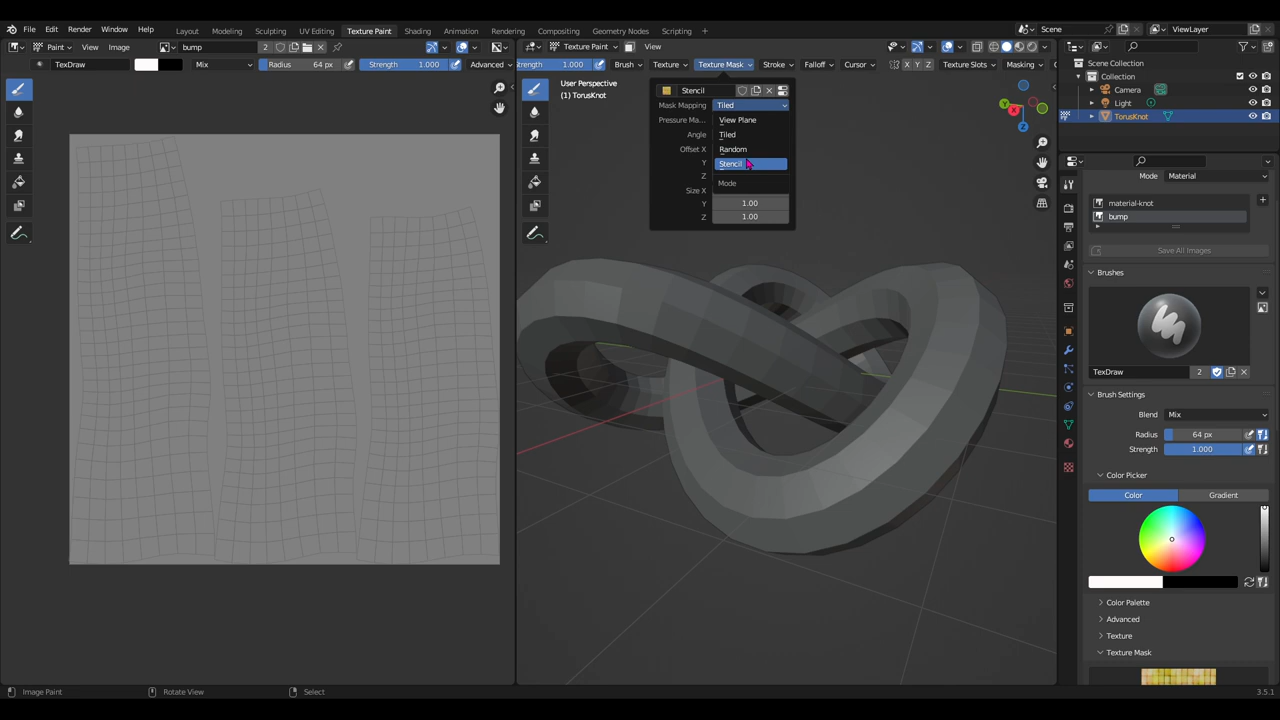 File Edit Render Window Help Layout Modeling Sculpting UV Editing Texture Paint Shading Animation Rendering Compositing Geometry Nodes Scripting Scene ViewLayer
Paint View Image bump 2 Texture Paint View
TexDraw Mix Radius 64 px Strength 1.000 Advanced strength 1.000 Brush Texture Texture Mask Stroke Falloff Cursor X Y Z Texture Slots Masking
User Perspective
(1) TorusKnot
Stencil
Mask Mapping Tiled
Pressure Ma... View Plane
Angle Tiled
Offset X Random
Y Stencil
Z
Mode
Size X
Y 1.00
Z 1.00
Y
X
Z
Scene Collection
Collection
Camera
Light
TorusKnot
Mode Material
material-knot
bump
Save All Images
Brushes
TexDraw 2
Brush Settings
Blend Mix
Radius 64 px
Strength 1.000
Color Picker
Color Gradient
Color Palette
Advanced
Texture
Texture Mask
Image Paint Rotate View Select 3.5.1